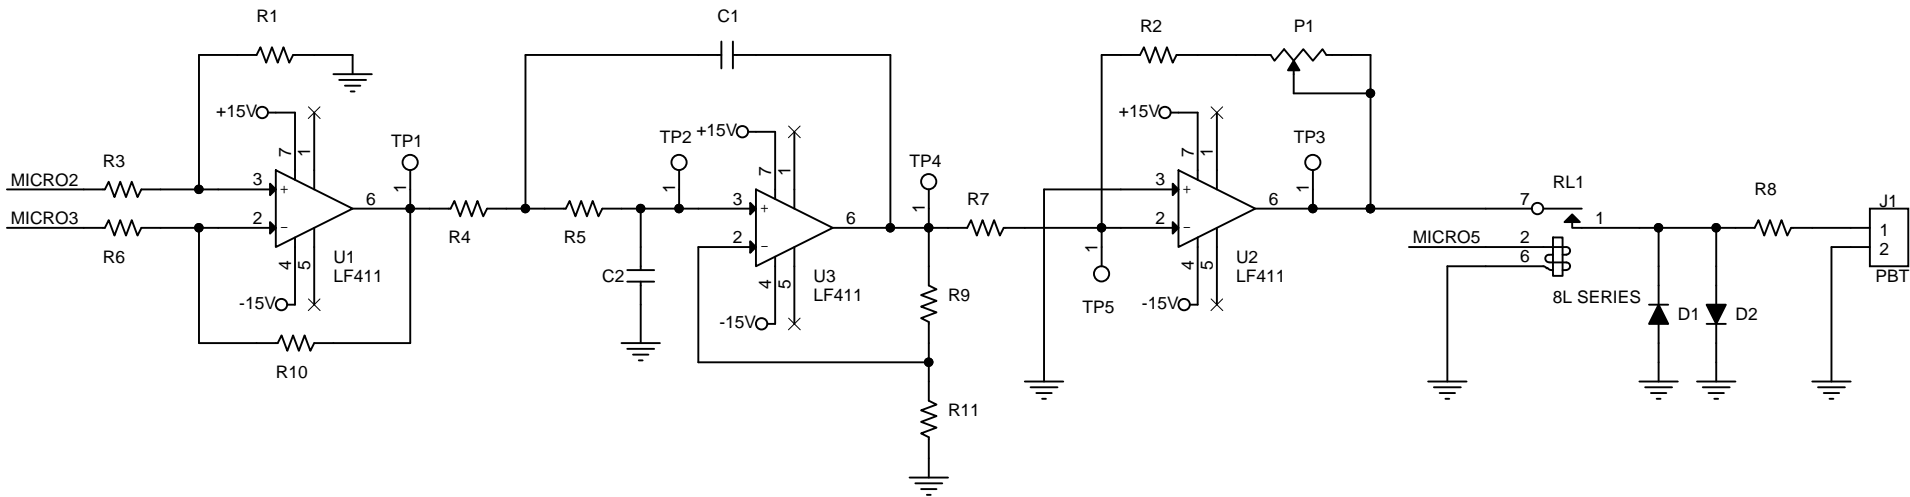 R1
C1
R2
P1
+15V
7
1
TP1
TP2
+15V
7
1
TP4
+15V
7
1
TP3
R3
MICRO2
3
+
6
1
R4
R5
1
3
+
6
1
R7
3
+
6
1
7
RL1
1
R8
J1
1
2
PBT
MICRO3
R6
2
-
4
5
U1
LF411
-15V
R10
C2
2
-
4
5
U3
LF411
-15V
R9
R11
2
-
1
TP5
4
5
U2
LF411
-15V
MICRO5
2
6
8L SERIES
D1
D2